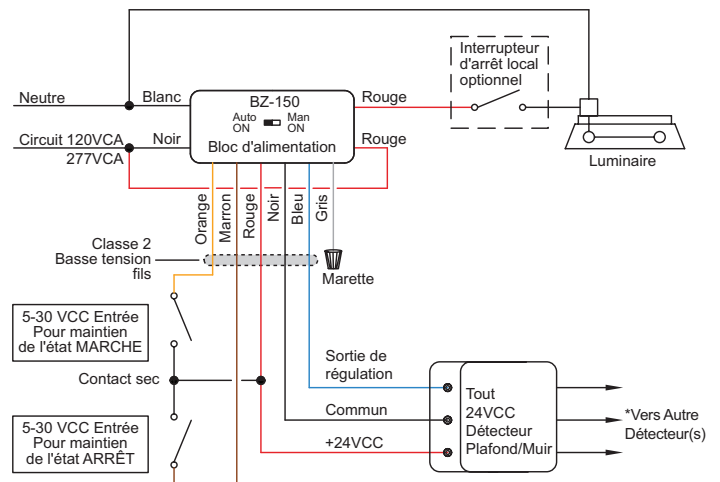 Interrupteur
d'arrêt local
optionnel
Neutre
Blanc
BZ-150
Rouge
Auto
ON
Man
ON
Circuit 120VCA
277VCA
Noir
Bloc d'alimentation
Rouge
Luminaire
Orange
Marron
Rouge
Noir
Bleu
Gris
Classe 2
Basse tension
fils
Marette
5-30 VCC Entrée
Pour maintien
de l'état MARCHE
Contact sec
5-30 VCC Entrée
Pour maintien
de l'état ARRÊT
Sortie de
régulation
Commun
+24VCC
Tout
24VCC
Détecteur
Plafond/Muir
*Vers Autre
Détecteur(s)